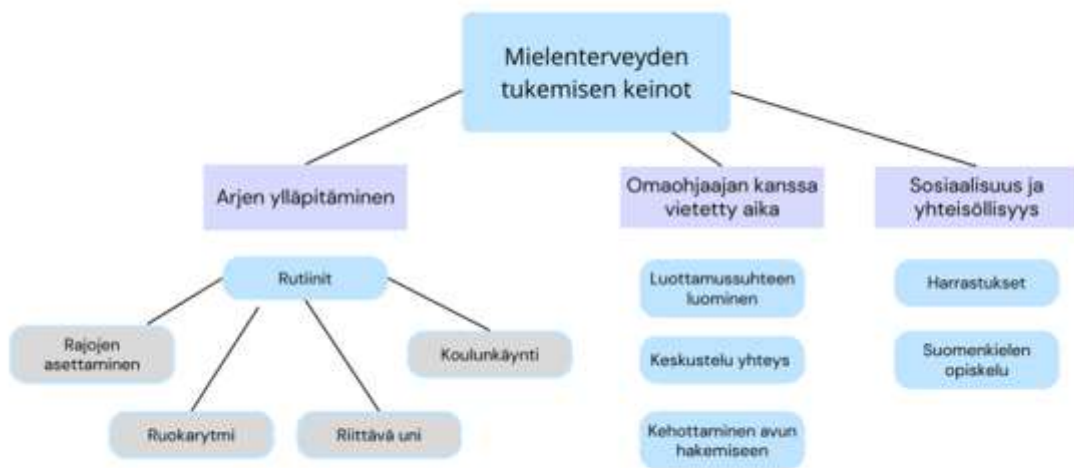 Mielenterveyden
tukemisen keinot
Arjen ylläpitäminen
Omaohjaajan kanssa
vietetty aika
Sosiaalisuus ja
yhteisöllisyys
Rutiinit
Rajojen
asettaminen
Ruokarytmi
Riittävä uni
Koulunkäynti
Luottamussuhteen
luominen
Keskustelu yhteys
Kehottaminen avun
hakemiseen
Harrastukset
Suomenkielen
opiskelu